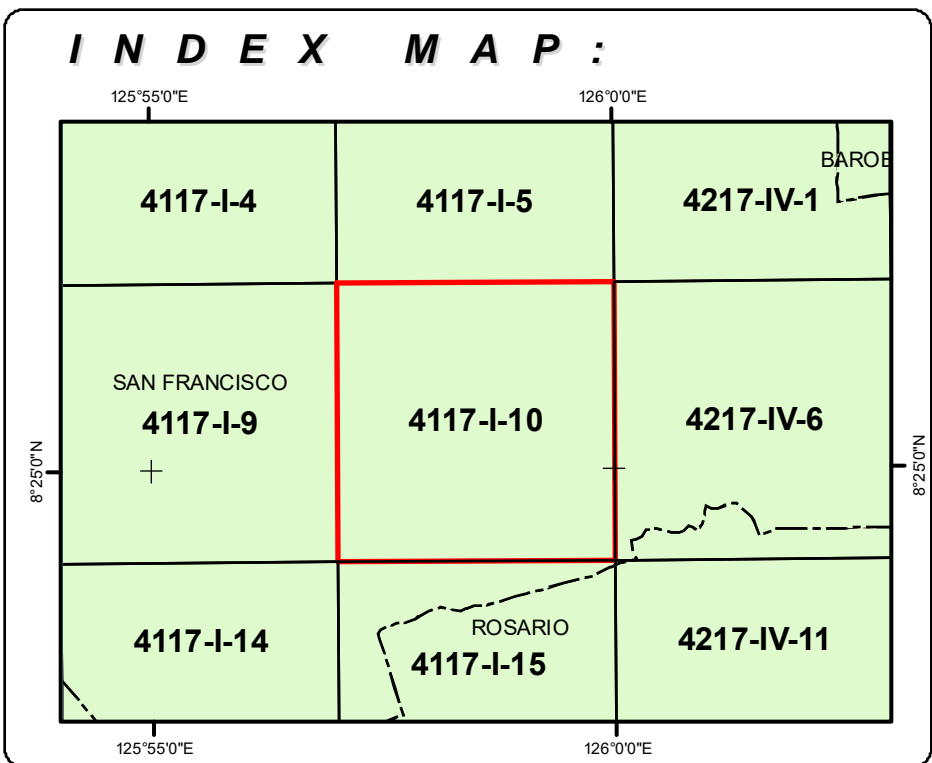 INDEX MAP:
125°55'0"E 126°0'0"E
BAROB
4117-I-4 4117-I-5 4217-IV-1
SAN FRANCISCO
4117-I-9 4117-I-10 4217-IV-6
8°25'0"N 8°25'0"N
ROSARIO
4117-I-14 4117-I-15 4217-IV-11
125°55'0"E 126°0'0"E